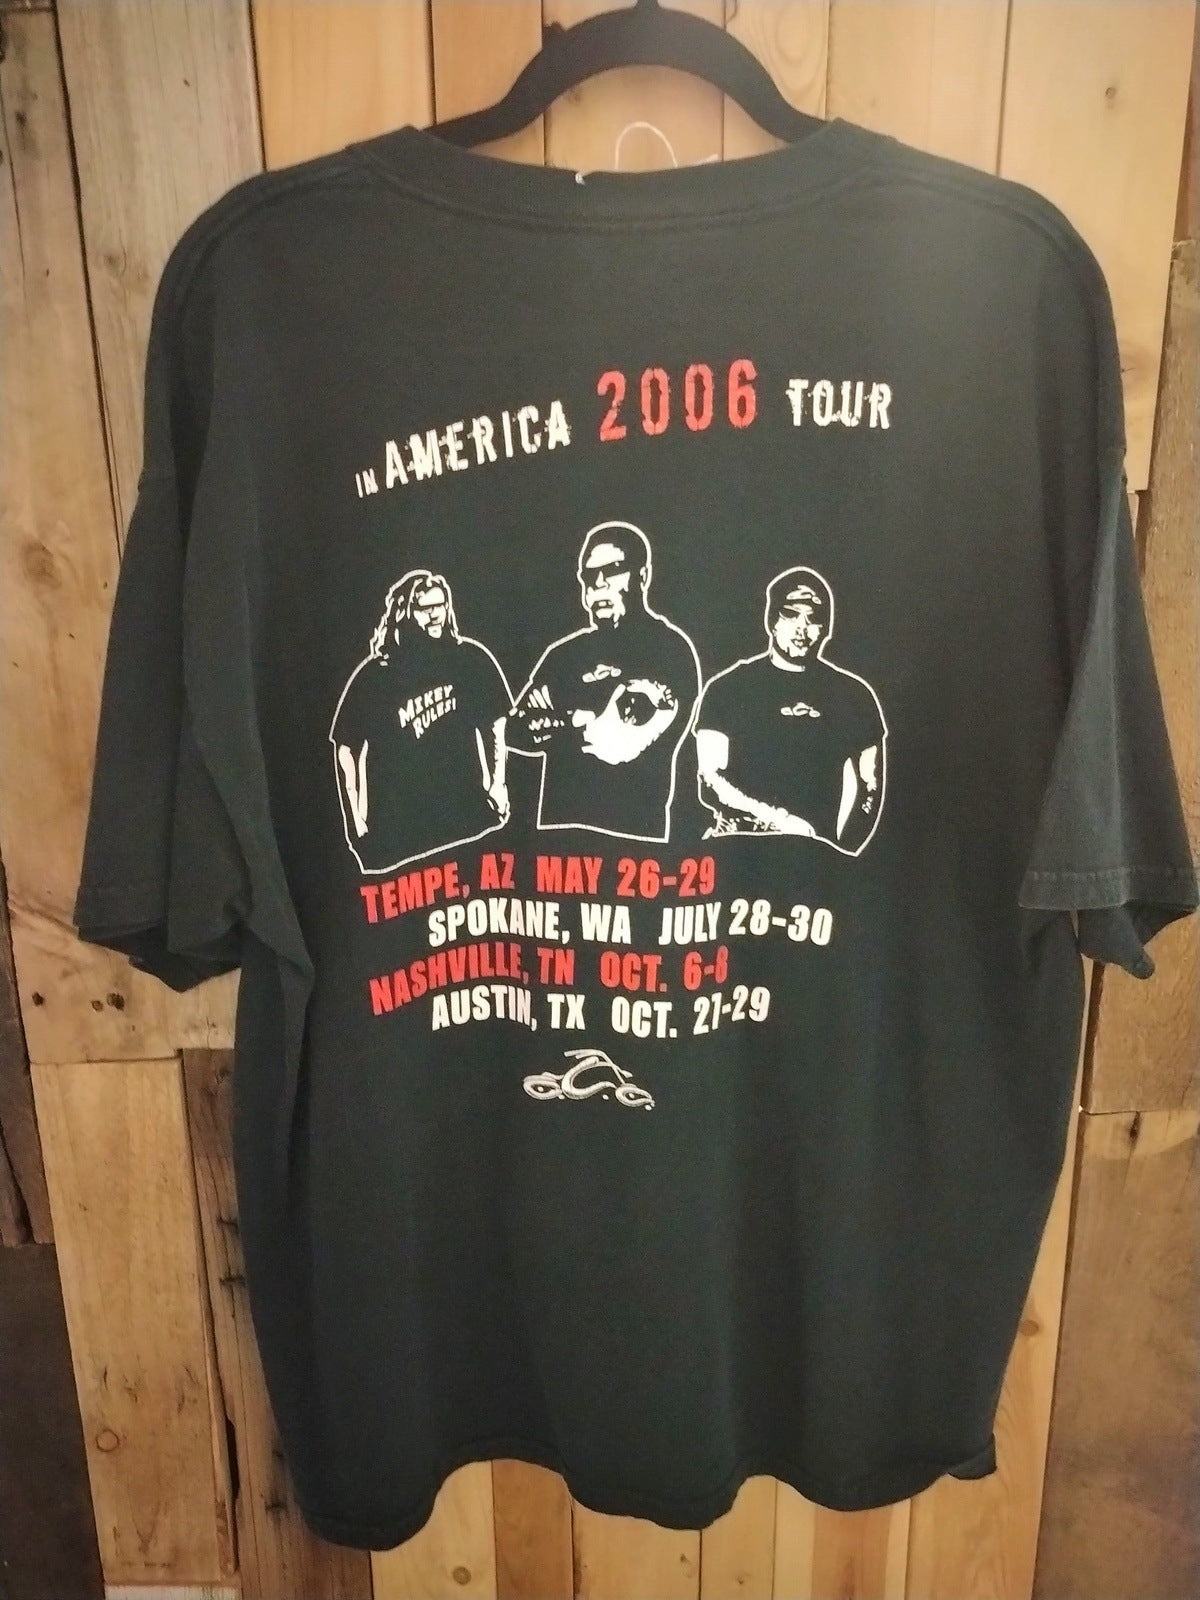 IN AMERICA 2006 TOUR
MIKEY
RULES!
TEMPE, AZ MAY 26-29
SPOKANE, WA JULY 28-30
NASHVILLE, TN OCT. 6-8
AUSTIN, TX OCT. 27-29
O.C.C.